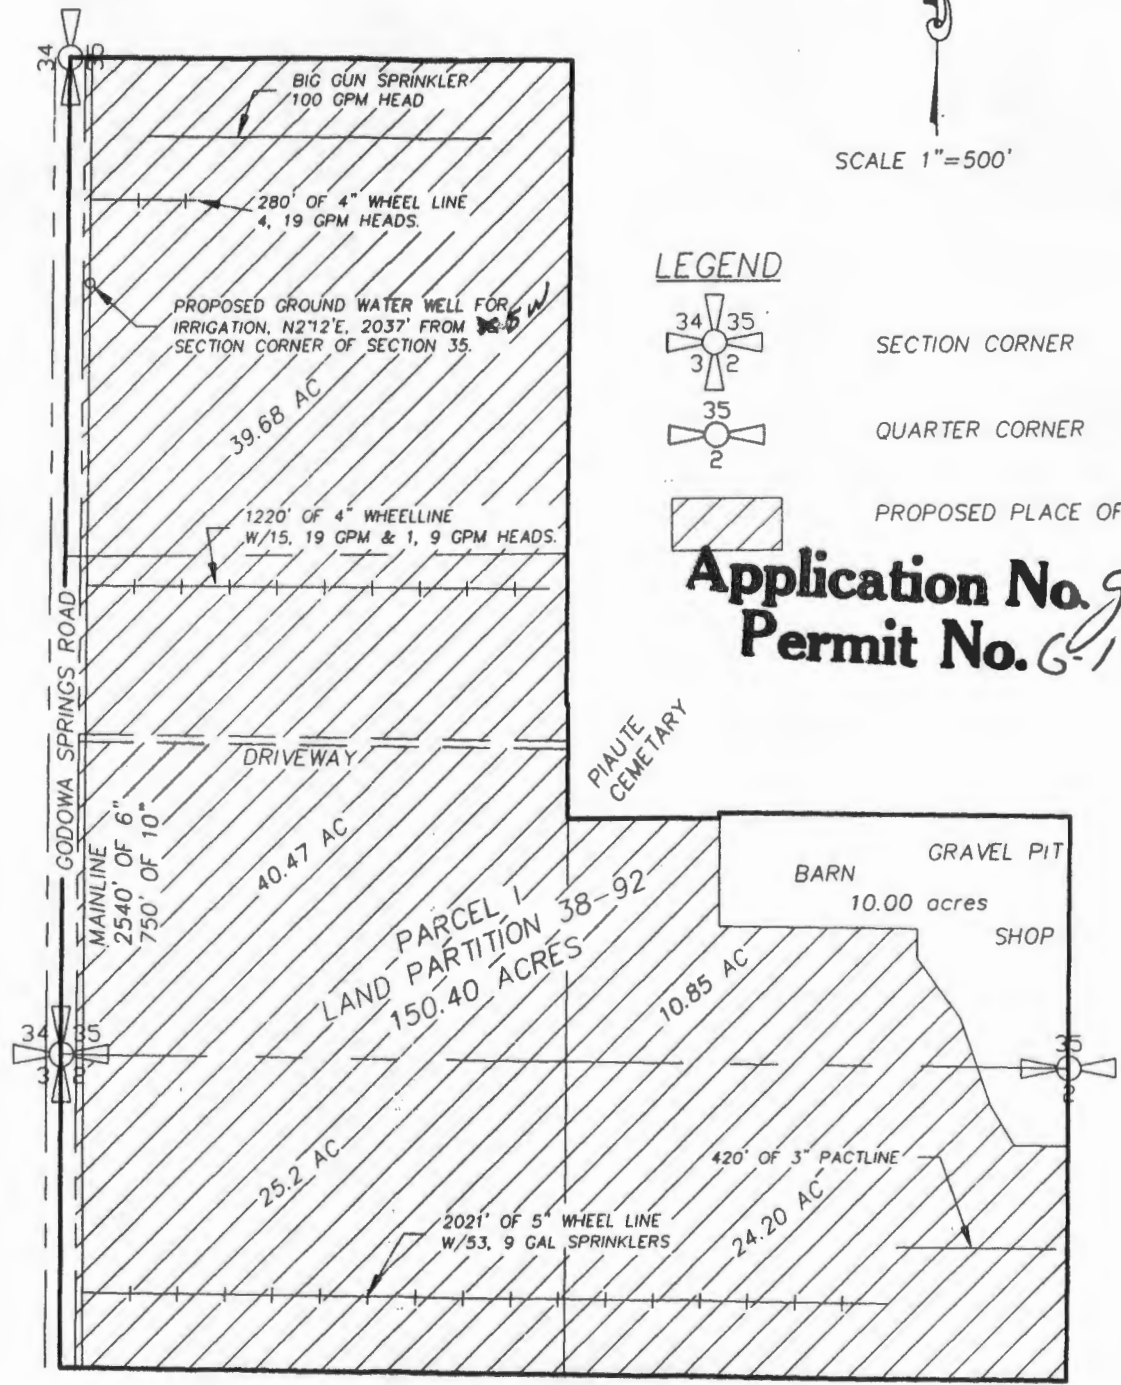 34
35
BIG GUN SPRINKLER
100 GPM HEAD
SCALE 1"=500'
280' OF 4" WHEEL LINE
4, 19 GPM HEADS.
LEGEND
34 35
3 2
SECTION CORNER
35
2
QUARTER CORNER
PROPOSED PLACE OF
PROPOSED GROUND WATER WELL FOR
IRRIGATION, N2°12'E, 2037' FROM SW
SECTION CORNER OF SECTION 35.
39.68 AC
1220' OF 4" WHEELLINE
W/15, 19 GPM & 1, 9 GPM HEADS.
Application No. G
Permit No. G-1
GODOWA SPRINGS ROAD
DRIVEWAY
PIAUTE
CEMETARY
MAINLINE
2540' OF 6"
750' OF 10"
40.47 AC
PARCEL 1
LAND PARTITION 38-92
150.40 ACRES
GRAVEL PIT
BARN
10.00 acres
SHOP
10.85 AC
34 35
3 2
35
2
25.2 AC
420' OF 3" PACTLINE
24.20 AC
2021' OF 5" WHEEL LINE
W/53, 9 GAL SPRINKLERS